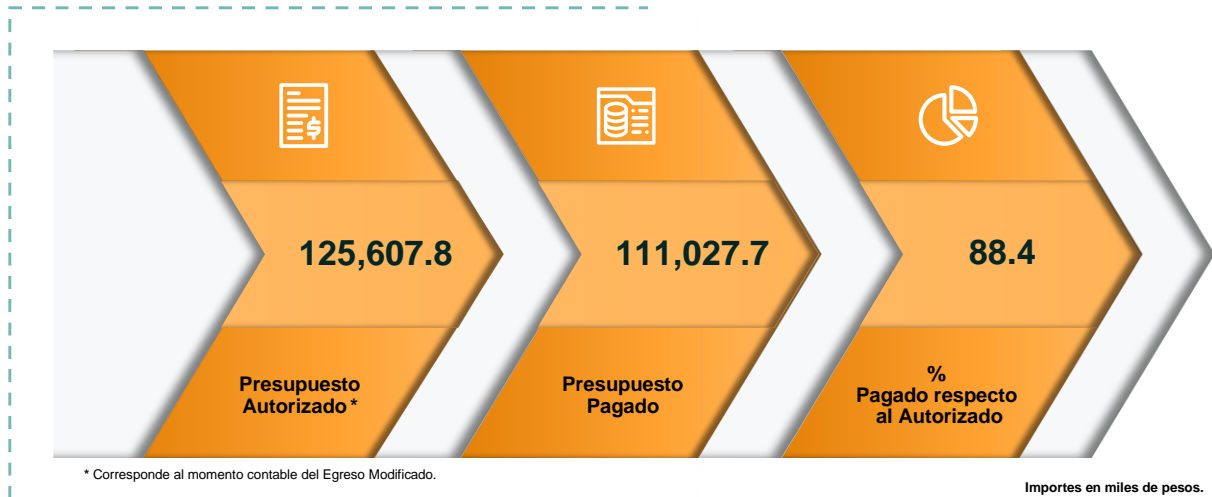 125,607.8
111,027.7
88.4
Presupuesto
Autorizado *
Presupuesto
Pagado
%
Pagado respecto
al Autorizado
* Corresponde al momento contable del Egreso Modificado.
Importes en miles de pesos.